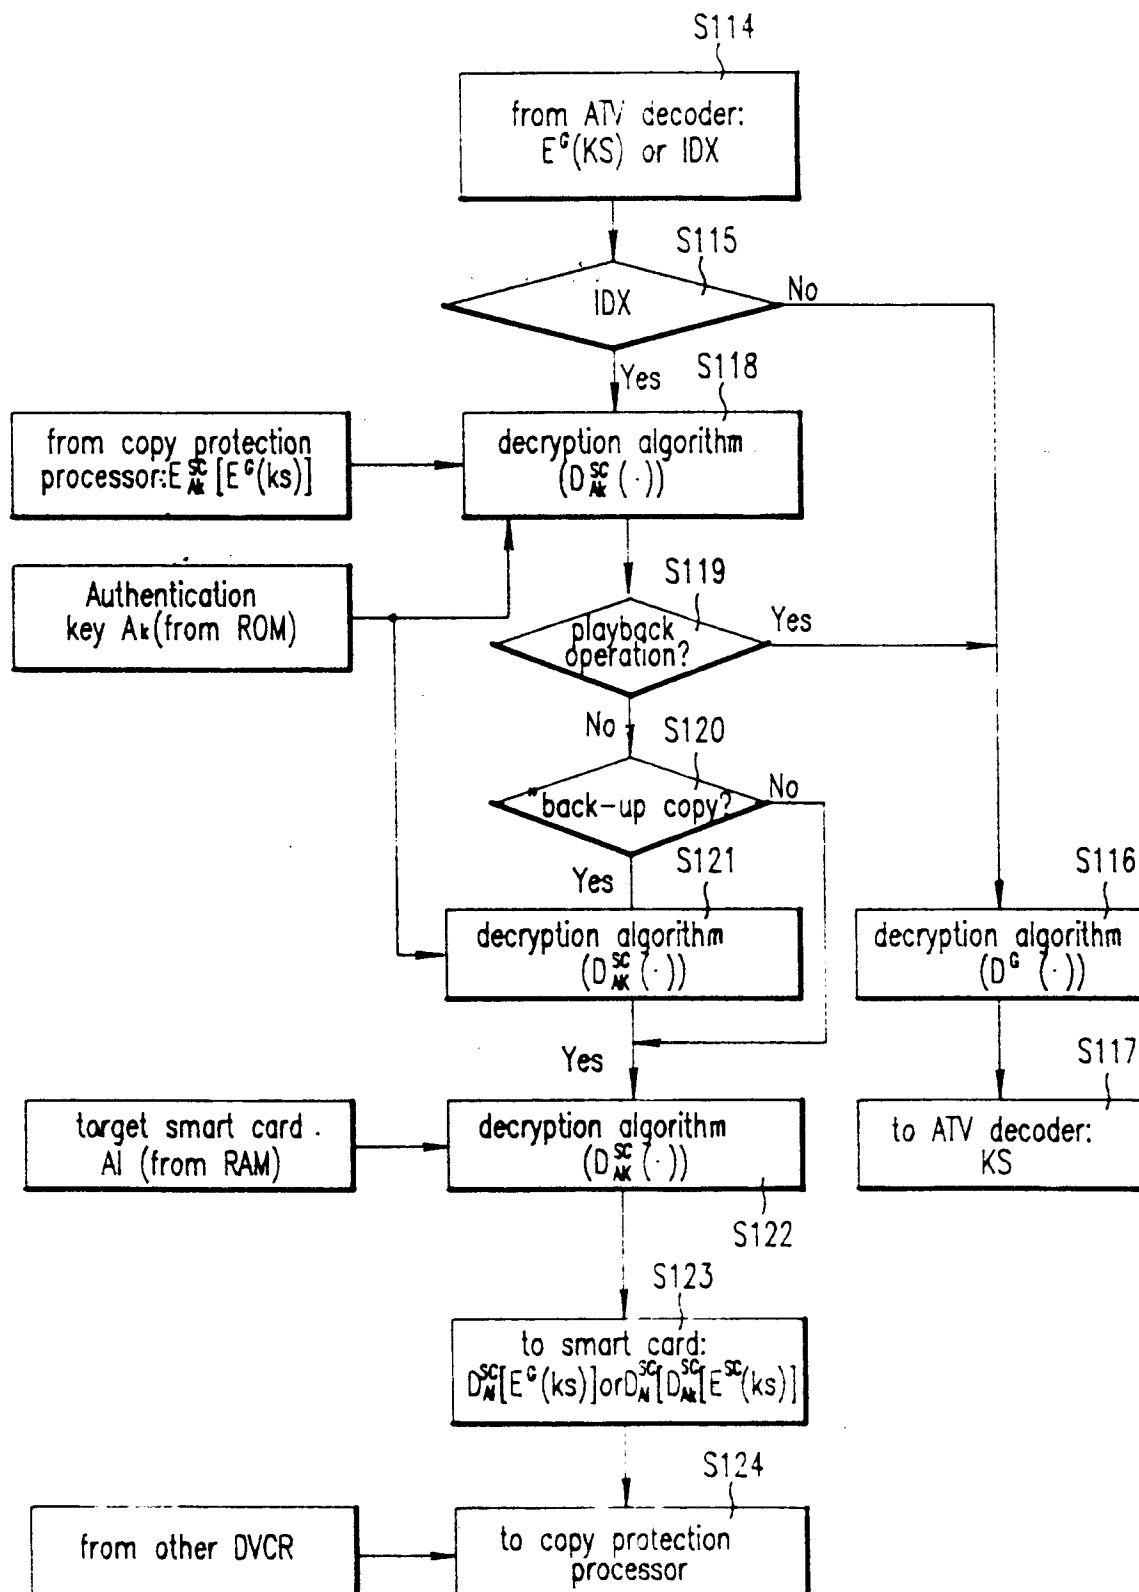 S114
from ATV decoder:
E^G(KS) or IDX
S115
IDX
No
Yes
S118
from copy protection
processor:E^SC_Ak[E^G(ks)]
decryption algorithm
(D^SC_Ak(·))
Authentication
key Ak(from ROM)
S119
playback
operation?
Yes
No
S120
"back-up copy?
No
Yes
S121
S116
decryption algorithm
(D^SC_AK(·))
decryption algorithm
(D^G (·))
Yes
S117
target smart card
AI (from RAM)
decryption algorithm
(D^SC_AK(·))
to ATV decoder:
KS
S122
S123
to smart card:
D^SC_AI[E^G(ks)]orD^SC_AI[D^SC_Ak[E^SC(ks)]
S124
from other DVCR
to copy protection
processor